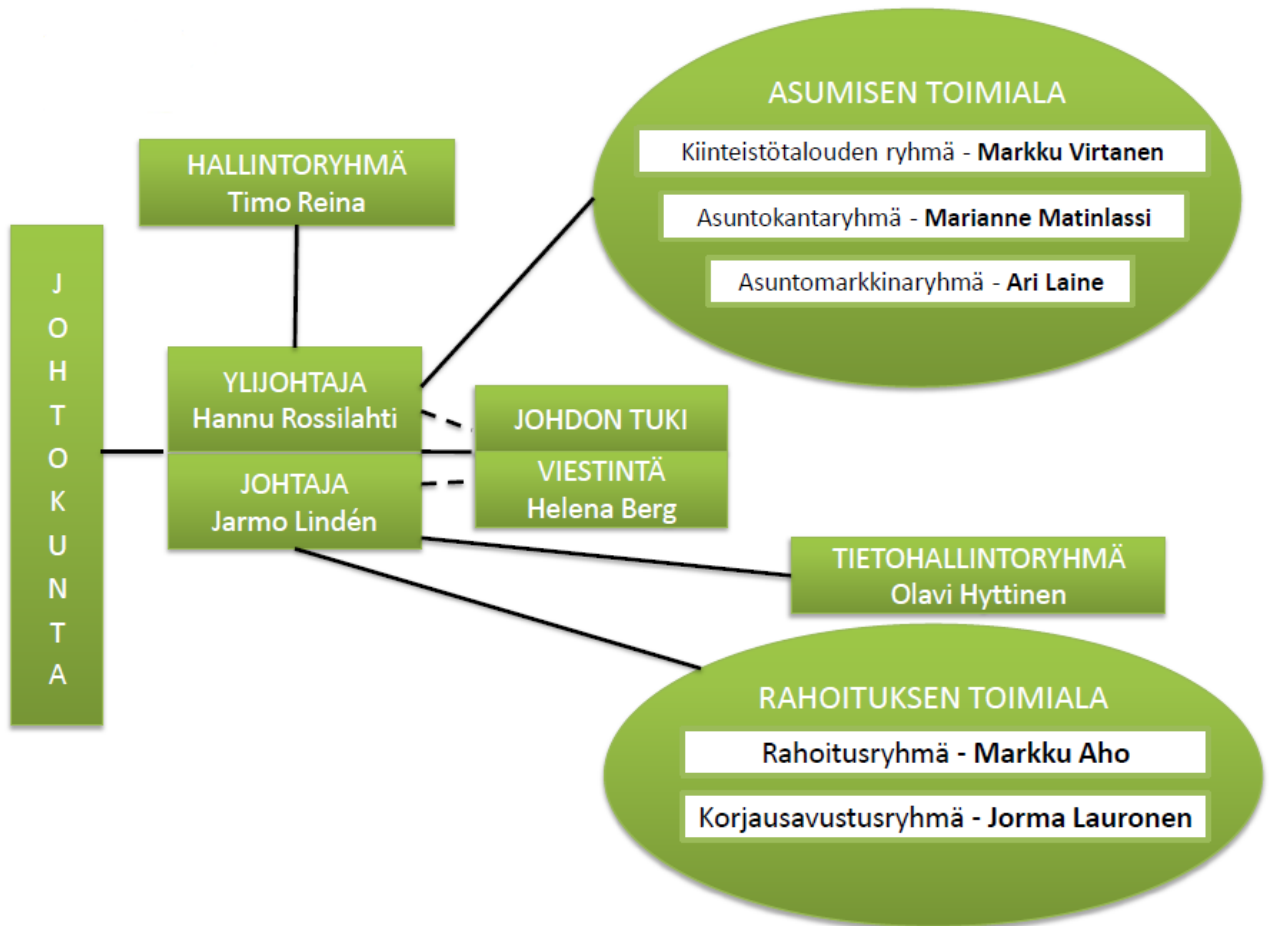 JOHTOKUNTA
HALLINTORYHMÄ
Timo Reina
YLIJOHTAJA
Hannu Rossilahti
JOHTAJA
Jarmo Lindén
JOHDON TUKI
VIESTINTÄ
Helena Berg
ASUMISEN TOIMIALA
Kiinteistötalouden ryhmä - Markku Virtanen
Asuntokantaryhmä - Marianne Matinlassi
Asuntomarkkinaryhmä - Ari Laine
TIETOHALLINTORYHMÄ
Olavi Hyttinen
RAHOITUKSEN TOIMIALA
Rahoitusryhmä - Markku Aho
Korjausavustusryhmä - Jorma Lauronen